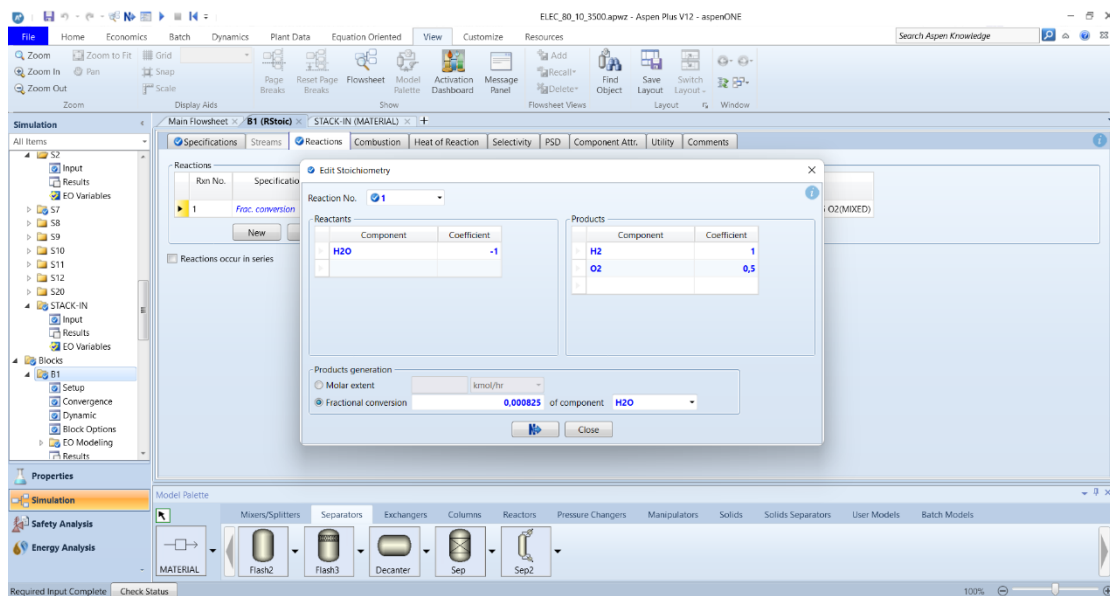 ELEC_80_10_3500.apwz - Aspen Plus V12 - aspenONE
File Home Economics Batch Dynamics Plant Data Equation Oriented View Customize Resources Search Aspen Knowledge
Zoom Zoom to Fit Grid Add
Zoom In Pan Snap Recall
Zoom Out Scale Page Breaks Reset Page Breaks Flowsheet Model Palette Activation Dashboard Message Panel Delete Find Object Save Layout Switch Layout
Zoom Display Aids Show Flowsheet Views Layout Window
Simulation Main Flowsheet B1 (RStoic) STACK-IN (MATERIAL)
All Items Specifications Streams Reactions Combustion Heat of Reaction Selectivity PSD Component Attr. Utility Comments
S2
Input
Results
EO Variables
S7
S8
S9
S10
S11
S12
S20
STACK-IN
Input
Results
EO Variables
Blocks
B1
Setup
Convergence
Dynamic
Block Options
EO Modeling
Results
Reactions
Rxn No. Specificatio
1 Frac. conversion O2(MIXED)
New
Reactions occur in series
Edit Stoichiometry
Reaction No. 1
Reactants Products
Component Coefficient Component Coefficient
H2O -1 H2 1
O2 0,5
Products generation
Molar extent kmol/hr
Fractional conversion 0,000825 of component H2O
Close
Properties
Simulation
Safety Analysis
Energy Analysis
Model Palette
Mixers/Splitters Separators Exchangers Columns Reactors Pressure Changers Manipulators Solids Solids Separators User Models Batch Models
MATERIAL Flash2 Flash3 Decanter Sep Sep2
Required Input Complete Check Status 100%